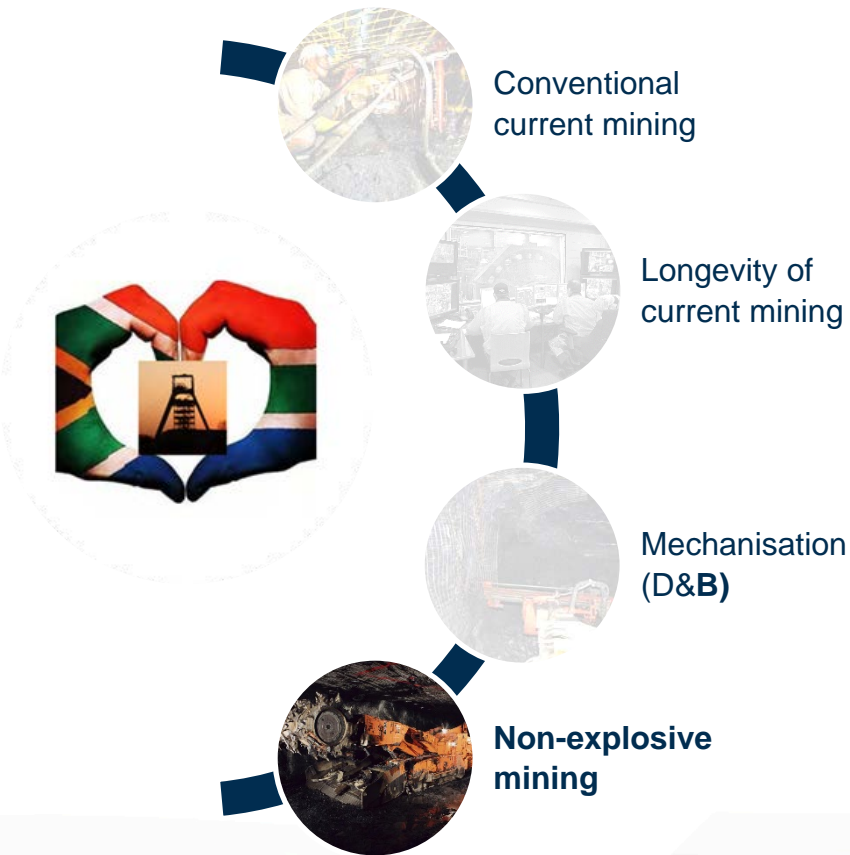 Conventional
current mining
Longevity of
current mining
Mechanisation
(D&B)
Non-explosive
mining